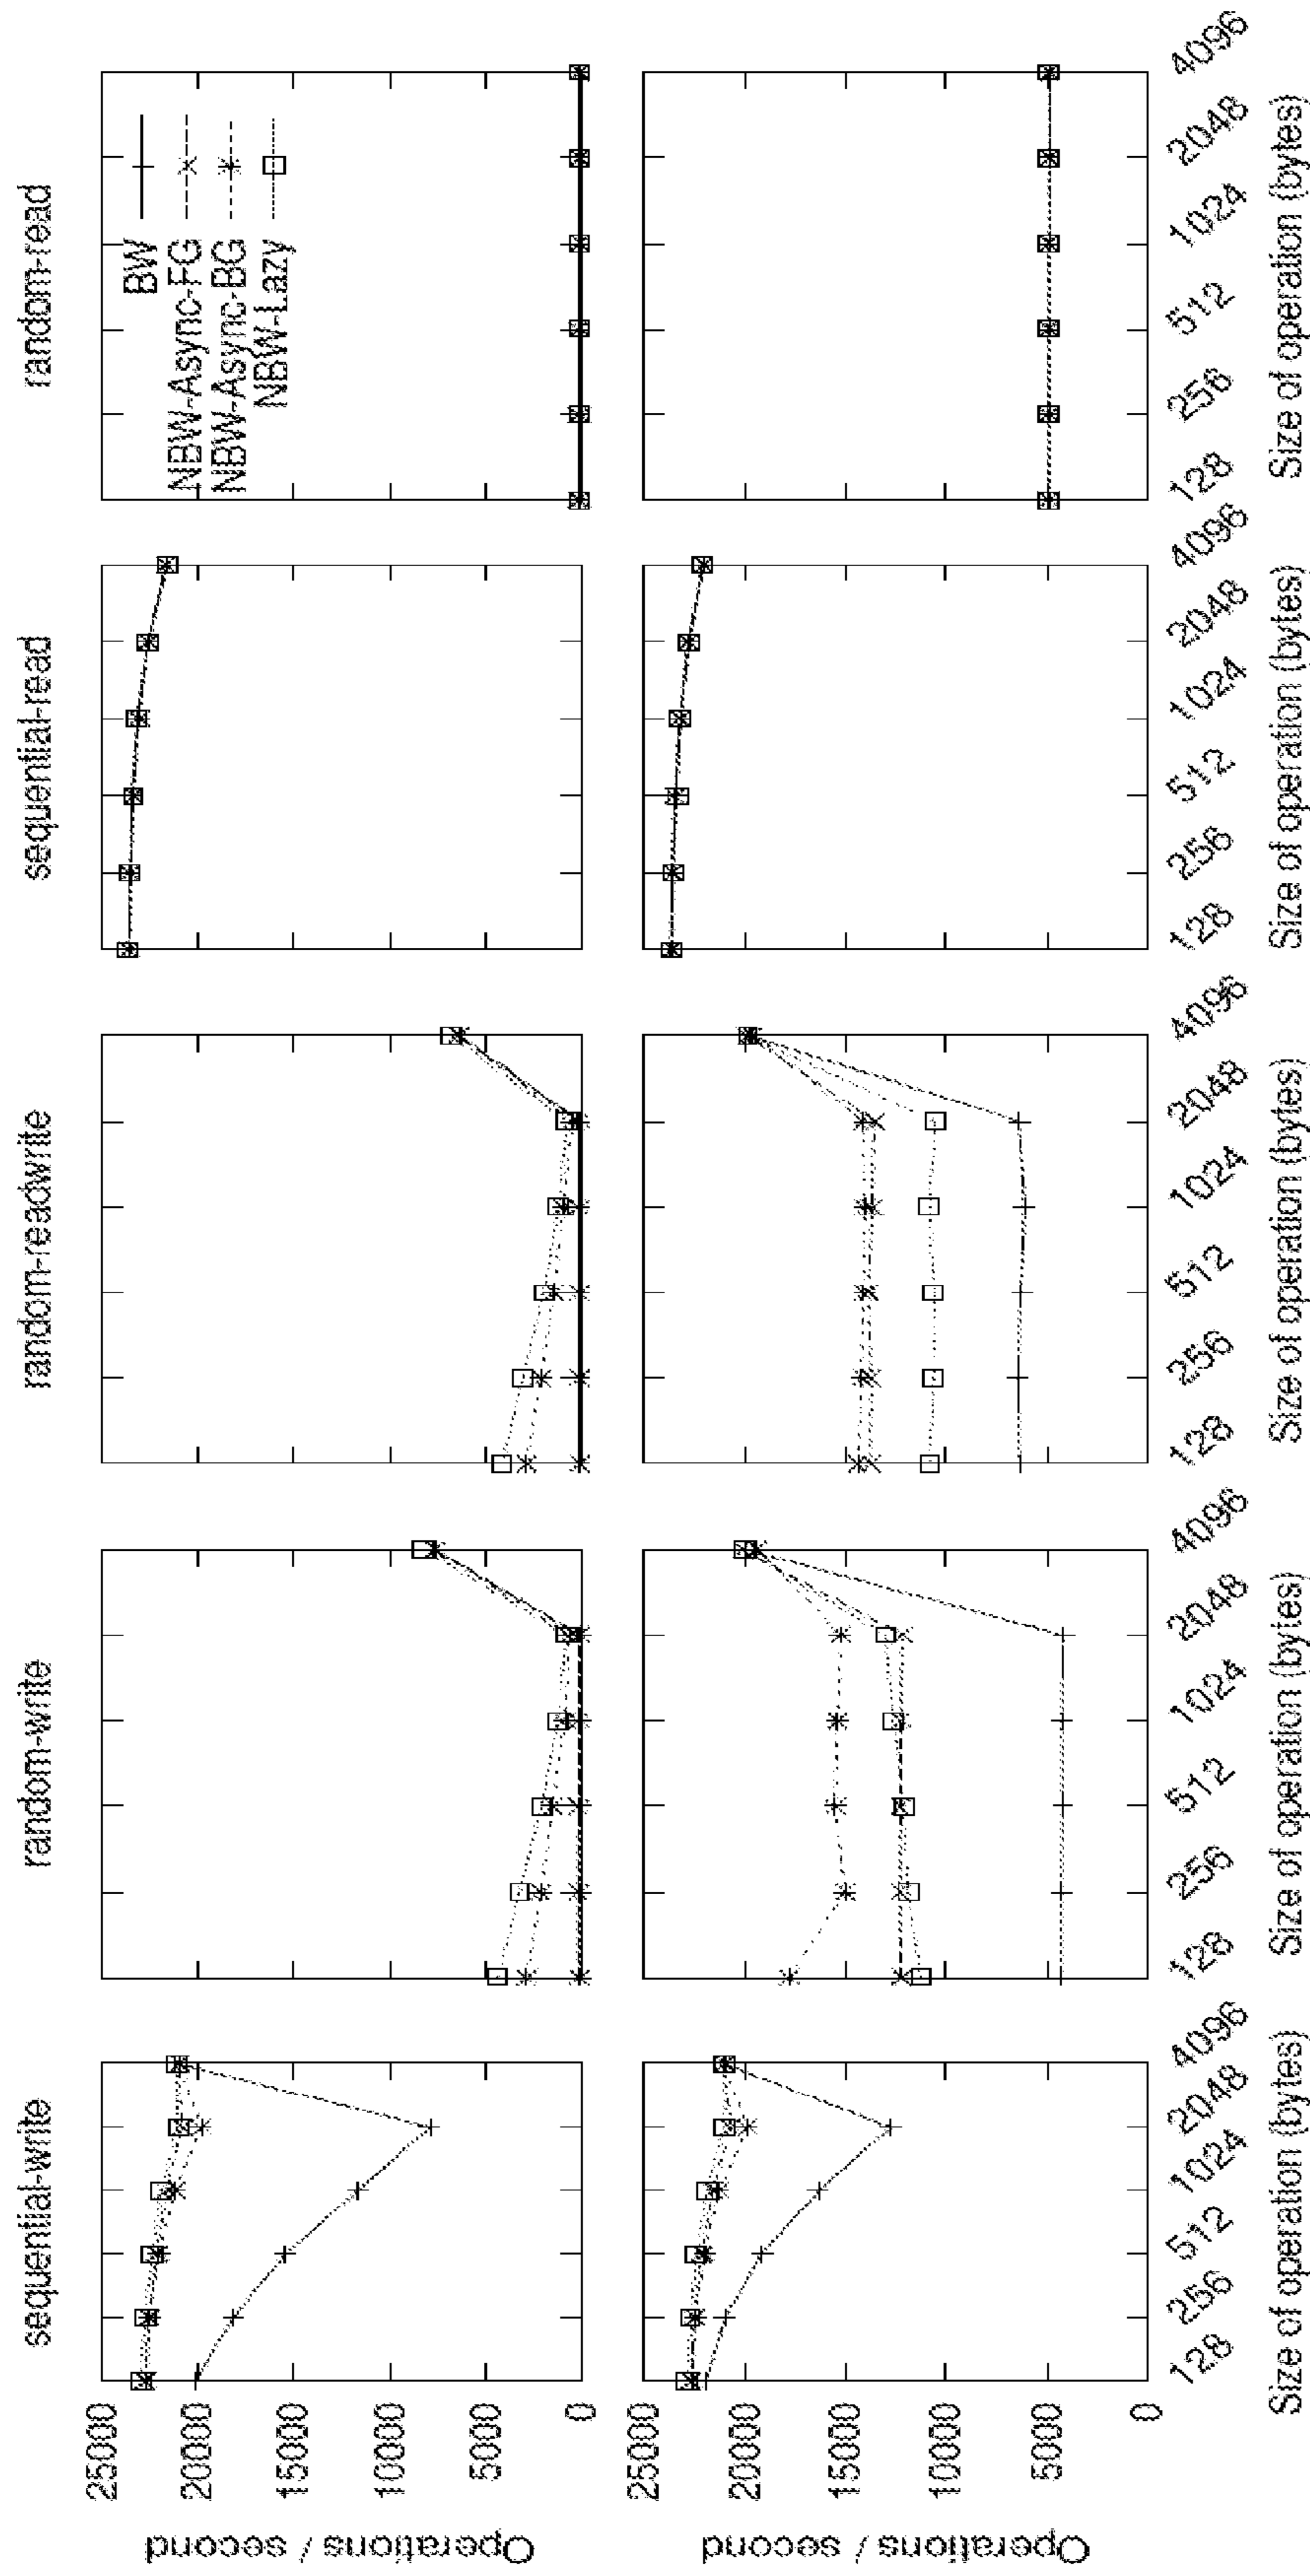 sequential-write
random-write
random-readwrite
sequential-read
random-read
Operations / second
25000
20000
15000
10000
5000
0
BW
NBW-Async-FG
NBW-Async-BG
NBW-Lazy
Operations / second
25000
20000
15000
10000
5000
0
128 256 512 1024 2048 4096
128 256 512 1024 2048 4096
128 256 512 1024 2048 4096
128 256 512 1024 2048 4096
128 256 512 1024 2048 4096
Size of operation (bytes)
Size of operation (bytes)
Size of operation (bytes)
Size of operation (bytes)
Size of operation (bytes)